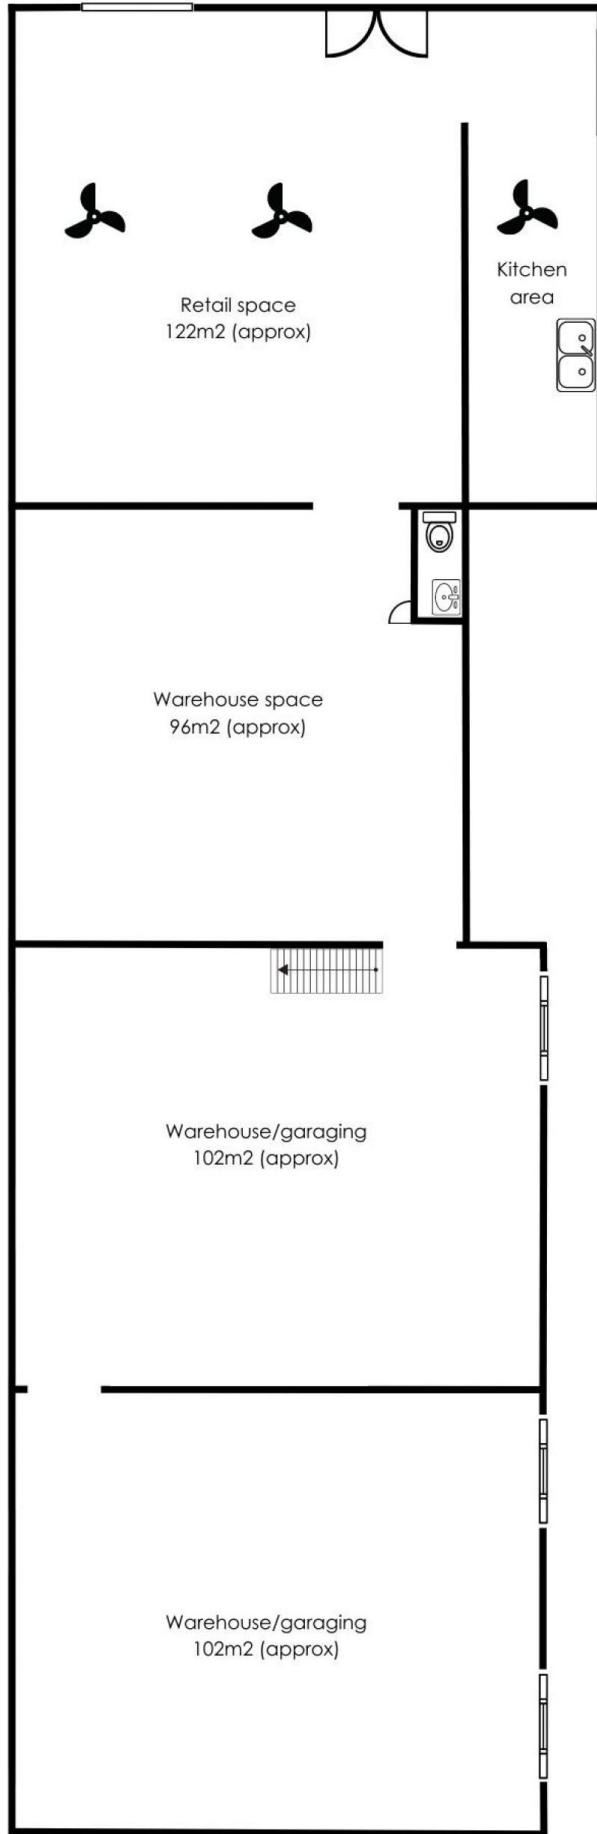 Kitchen
area
Retail space
122m2 (approx)
Warehouse space
96m2 (approx)
Warehouse/garaging
102m2 (approx)
Warehouse/garaging
102m2 (approx)